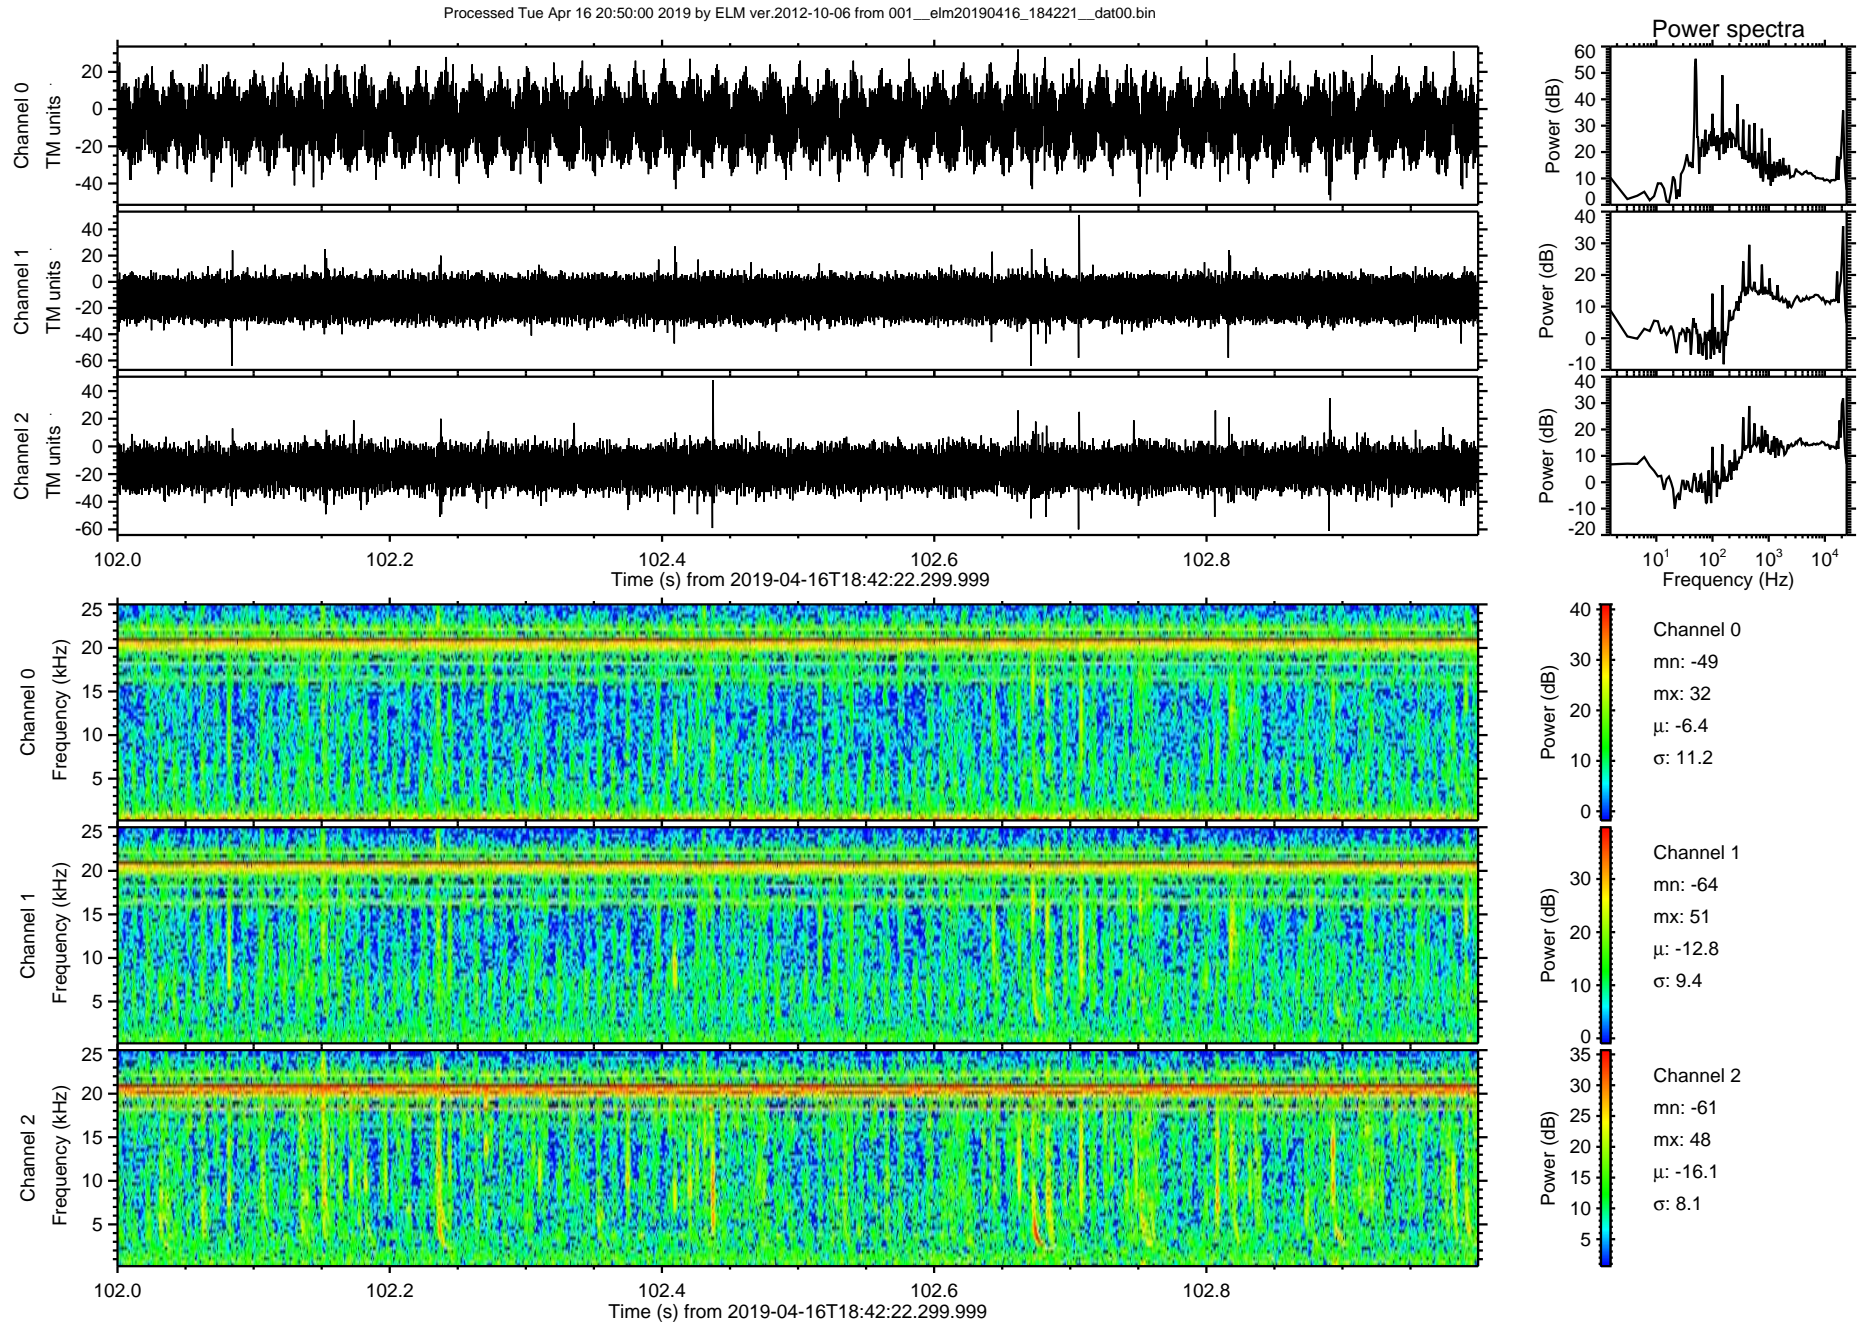 Processed Tue Apr 16 20:50:00 2019 by ELM ver.2012-10-06 from 001__elm20190416_184221__dat00.bin
Power spectra
Channel 0
TM units
20
0
-20
-40
Power (dB)
60
50
40
30
20
10
0
Channel 1
TM units
40
20
0
-20
-40
-60
Power (dB)
40
30
20
10
0
-10
Channel 2
TM units
40
20
0
-20
-40
-60
Power (dB)
40
30
20
10
0
-10
-20
102.0 102.2 102.4 102.6 102.8
Time (s) from 2019-04-16T18:42:22.299.999
10¹ 10² 10³ 10⁴
Frequency (Hz)
Channel 0
Frequency (kHz)
25
20
15
10
5
Power (dB)
40
30
20
10
0
Channel 0
mn: -49
mx: 32
μ: -6.4
σ: 11.2
Channel 1
Frequency (kHz)
25
20
15
10
5
Power (dB)
30
20
10
0
Channel 1
mn: -64
mx: 51
μ: -12.8
σ: 9.4
Channel 2
Frequency (kHz)
25
20
15
10
5
Power (dB)
35
30
25
20
15
10
5
Channel 2
mn: -61
mx: 48
μ: -16.1
σ: 8.1
102.0 102.2 102.4 102.6 102.8
Time (s) from 2019-04-16T18:42:22.299.999